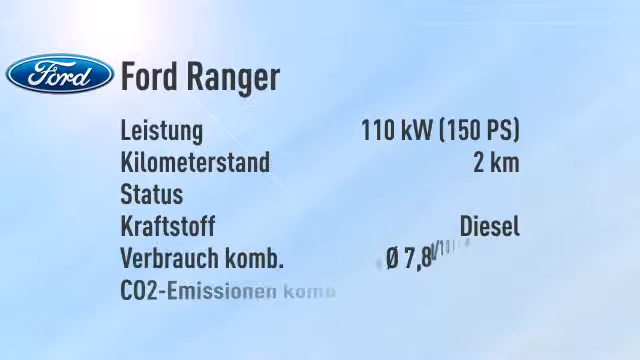 Ford Ford Ranger
Leistung 110 kW (150 PS)
Kilometerstand 2 km
Status
Kraftstoff Diesel
Verbrauch komb. Ø 7,8
CO2-Emissionen komb